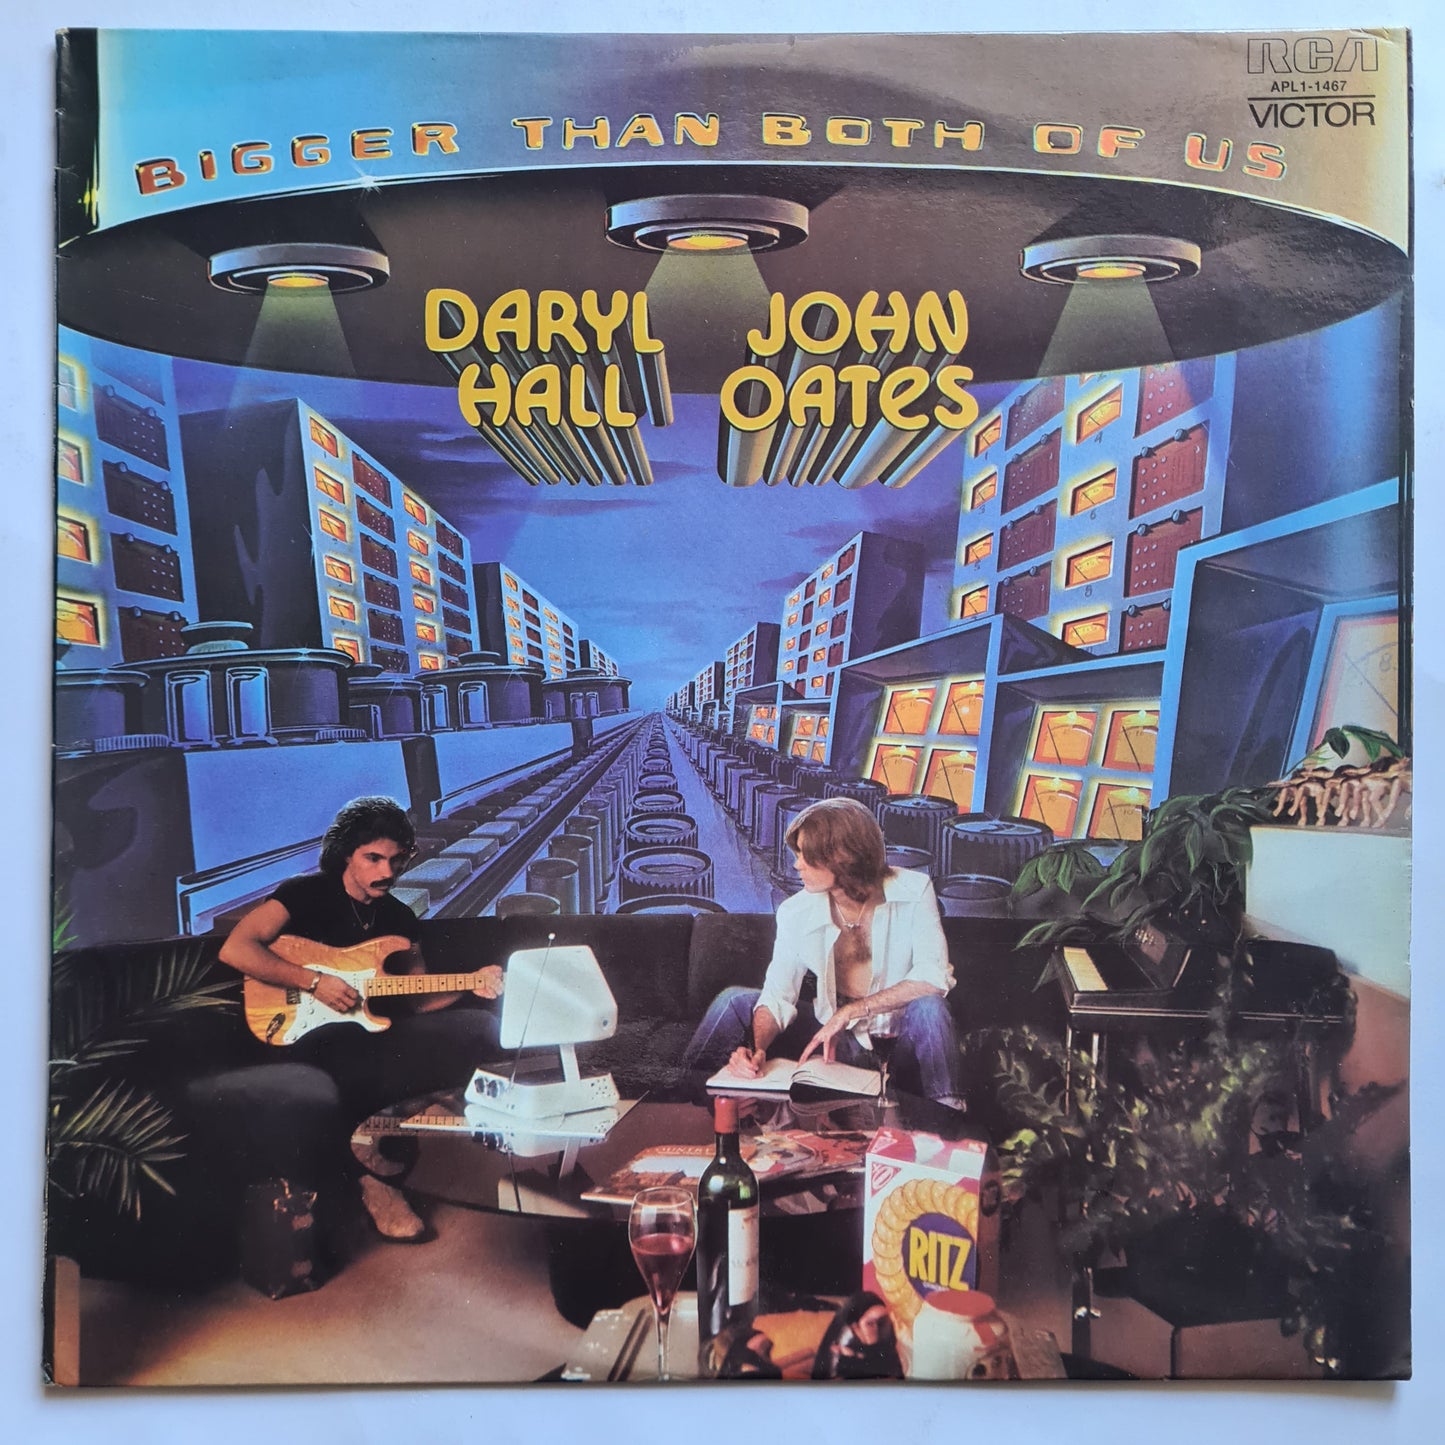 RCA
APL1-1467
VICTOR
BIGGER THAN BOTH OF US
DARYL JOHN
HALL OATES
RITZ